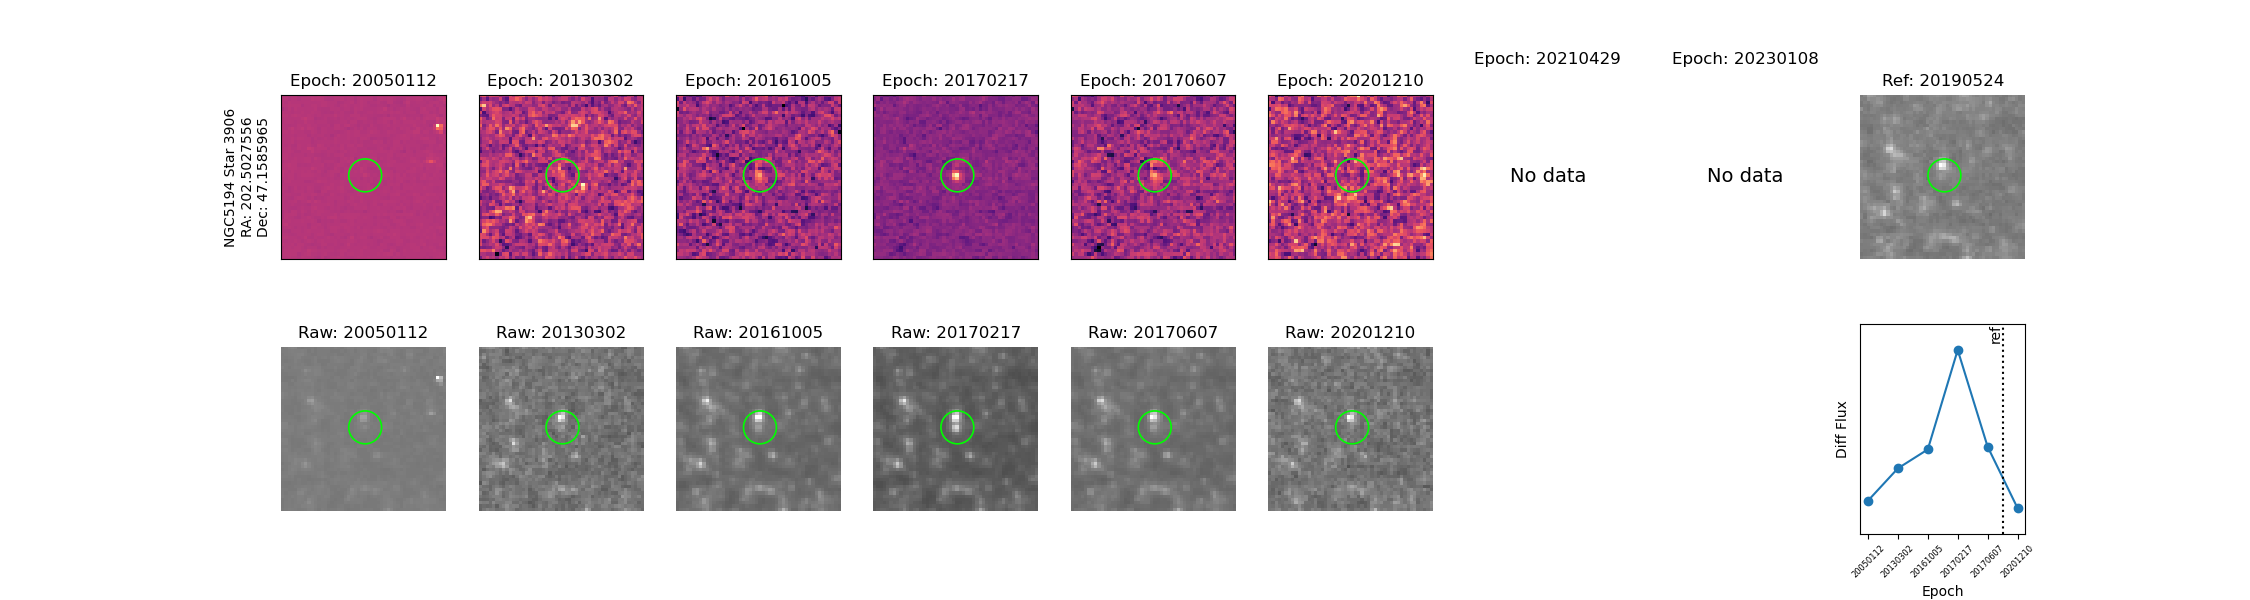 Epoch: 20050112
Epoch: 20130302
Epoch: 20161005
Epoch: 20170217
Epoch: 20170607
Epoch: 20201210
Epoch: 20210429
Epoch: 20230108
Ref: 20190524
NGC5194 Star 3906
RA: 202.5027556
Dec: 47.1585965
No data
No data
Raw: 20050112
Raw: 20130302
Raw: 20161005
Raw: 20170217
Raw: 20170607
Raw: 20201210
ref
Diff Flux
20050112
20130302
20161005
20170217
20170607
20201210
Epoch